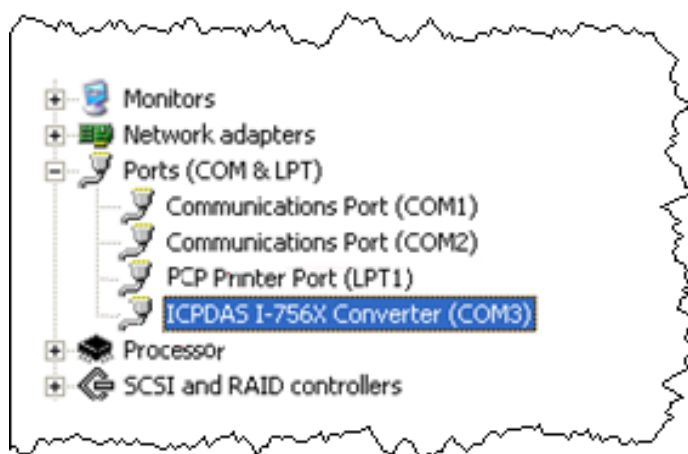 Monitors
Network adapters
Ports (COM & LPT)
Communications Port (COM1)
Communications Port (COM2)
PCP Printer Port (LPT1)
ICPDAS I-756X Converter (COM3)
Processor
SCSI and RAID controllers